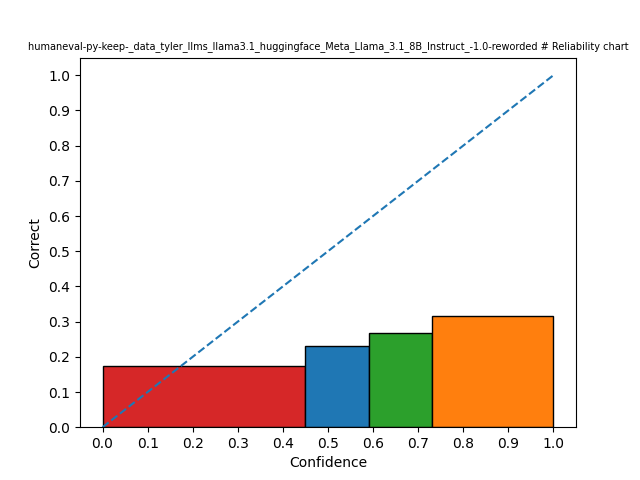 humaneval-py-keep-_data_tyler_llms_llama3.1_huggingface_Meta_Llama_3.1_8B_Instruct_-1.0-reworded # Reliability chart
1.0
0.9
0.8
0.7
0.6
0.5
0.4
0.3
0.2
0.1
0.0
Correct
0.0 0.1 0.2 0.3 0.4 0.5 0.6 0.7 0.8 0.9 1.0
Confidence